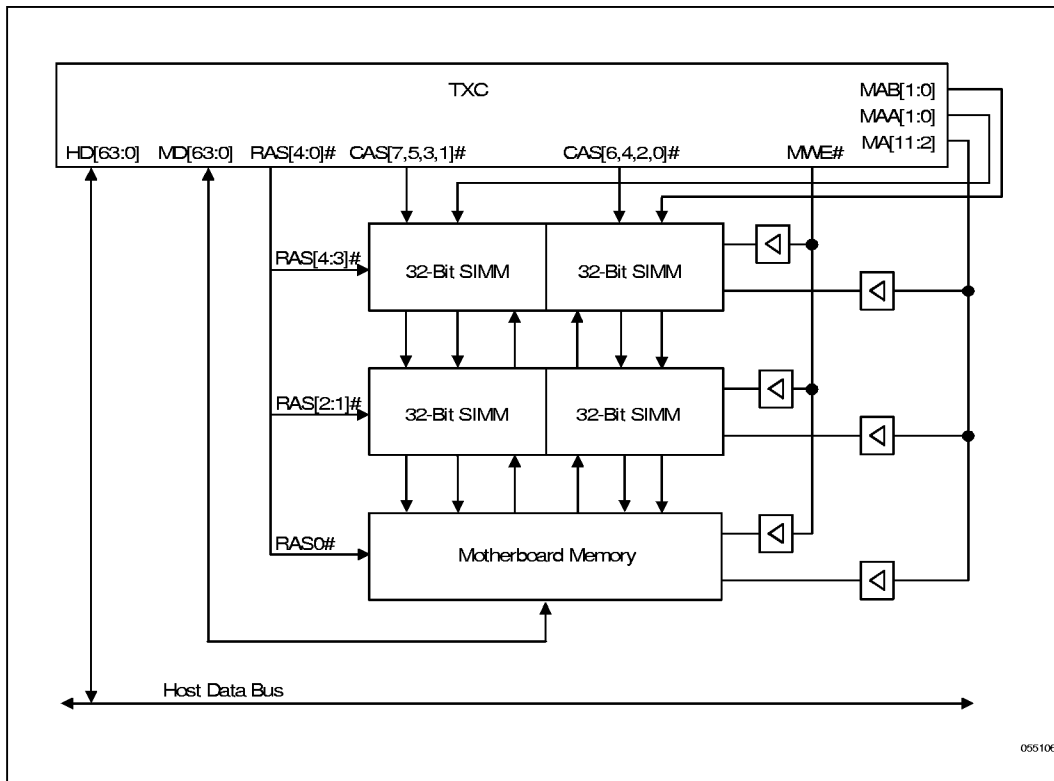 TXC
MAB[1:0]
MAA[1:0]
MA[11:2]
HD[63:0] MD[63:0] RAS[4:0]# CAS[7,5,3,1]# CAS[6,4,2,0]# MWE#
RAS[4:3]#
32-Bit SIMM 32-Bit SIMM
RAS[2:1]#
32-Bit SIMM 32-Bit SIMM
RAS0#
Motherboard Memory
Host Data Bus
055106